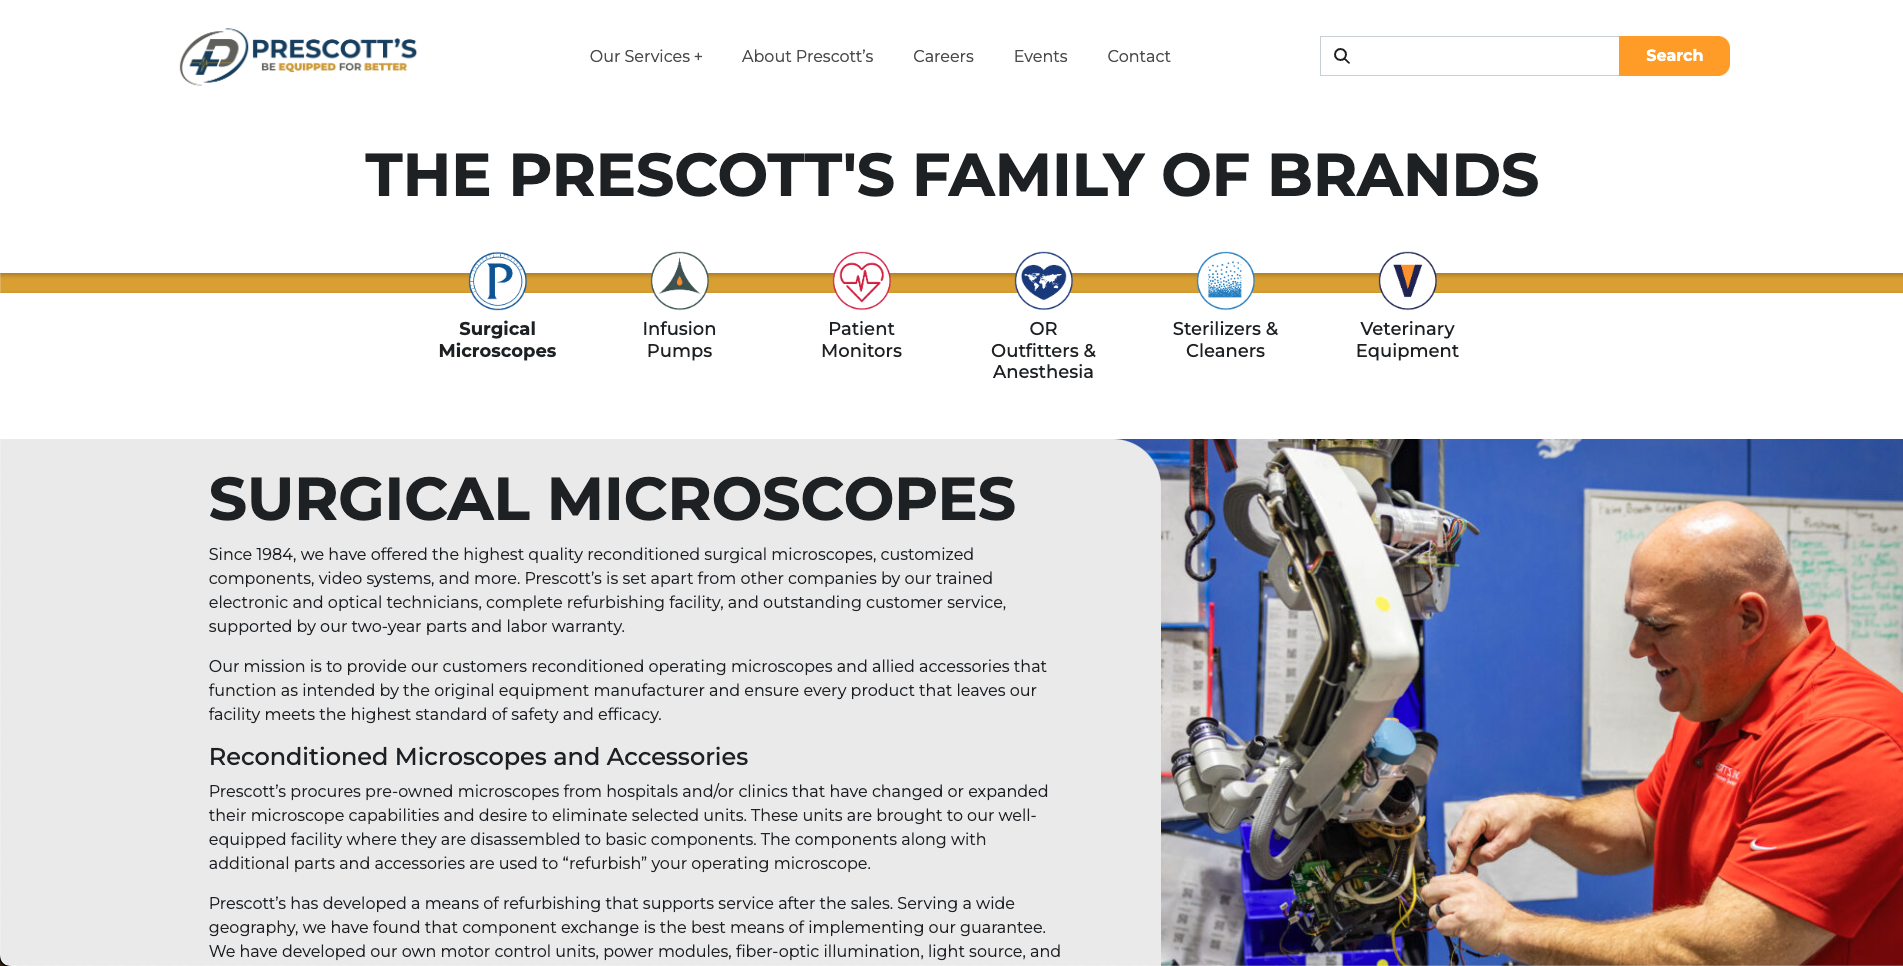 PRESCOTT'S
BE EQUIPPED FOR BETTER
Our Services +
About Prescott’s
Careers
Events
Contact
Search
THE PRESCOTT'S FAMILY OF BRANDS
P
Surgical
Microscopes
Infusion
Pumps
Patient
Monitors
OR
Outfitters &
Anesthesia
Sterilizers &
Cleaners
V
Veterinary
Equipment
SURGICAL MICROSCOPES
Since 1984, we have offered the highest quality reconditioned surgical microscopes, customized
components, video systems, and more. Prescott’s is set apart from other companies by our trained
electronic and optical technicians, complete refurbishing facility, and outstanding customer service,
supported by our two-year parts and labor warranty.
Our mission is to provide our customers reconditioned operating microscopes and allied accessories that
function as intended by the original equipment manufacturer and ensure every product that leaves our
facility meets the highest standard of safety and efficacy.
Reconditioned Microscopes and Accessories
Prescott’s procures pre-owned microscopes from hospitals and/or clinics that have changed or expanded
their microscope capabilities and desire to eliminate selected units. These units are brought to our well-
equipped facility where they are disassembled to basic components. The components along with
additional parts and accessories are used to “refurbish” your operating microscope.
Prescott’s has developed a means of refurbishing that supports service after the sales. Serving a wide
geography, we have found that component exchange is the best means of implementing our guarantee.
We have developed our own motor control units, power modules, fiber-optic illumination, light source, and